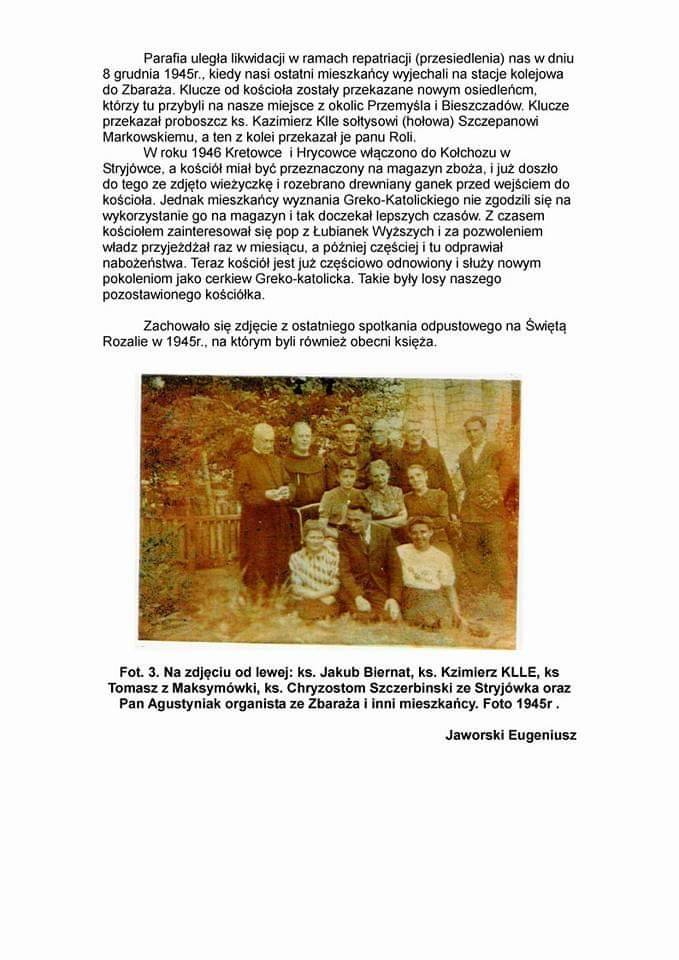 Parafia uległa likwidacji w ramach repatriacji (przesiedlenia) nas w dniu
8 grudnia 1945r., kiedy nasi ostatni mieszkańcy wyjechali na stacje kolejowa
do Zbaraża. Klucze od kościoła zostały przekazane nowym osiedleńcm,
którzy tu przybyli na nasze miejsce z okolic Przemyśla i Bieszczadów. Klucze
przekazał proboszcz ks. Kazimierz Klle sołtysowi (hołowa) Szczepanowi
Markowskiemu, a ten z kolei przekazał je panu Roli.
W roku 1946 Kretowce i Hrycowce włączono do Kołchozu w
Stryjówce, a kościół miał być przeznaczony na magazyn zboża, i już doszło
do tego ze zdjęto wieżyczkę i rozebrano drewniany ganek przed wejściem do
kościoła. Jednak mieszkańcy wyznania Greko-Katolickiego nie zgodzili się na
wykorzystanie go na magazyn i tak doczekał lepszych czasów. Z czasem
kościołem zainteresował się pop z Łubianek Wyższych i za pozwoleniem
władz przyjeżdżał raz w miesiącu, a później częściej i tu odprawiał
nabożeństwa. Teraz kościół jest już częściowo odnowiony i służy nowym
pokoleniom jako cerkiew Greko-katolicka. Takie były losy naszego
pozostawionego kościółka.
Zachowało się zdjęcie z ostatniego spotkania odpustowego na Świętą
Rozalie w 1945r., na którym byli również obecni księża.
Fot. 3. Na zdjęciu od lewej: ks. Jakub Biernat, ks. Kzimierz KLLE, ks
Tomasz z Maksymówki, ks. Chryzostom Szczerbinski ze Stryjówka oraz
Pan Agustyniak organista ze Zbaraża i inni mieszkańcy. Foto 1945r .
Jaworski Eugeniusz